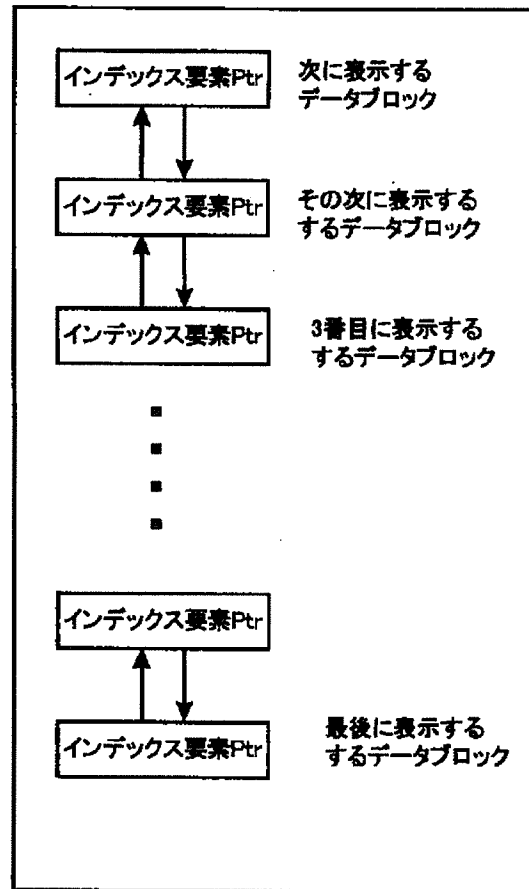 インデックス要素Ptr
次に表示する
データブロック
インデックス要素Ptr
その次に表示する
するデータブロック
インデックス要素Ptr
3番目に表示する
するデータブロック
インデックス要素Ptr
インデックス要素Ptr
最後に表示する
するデータブロック